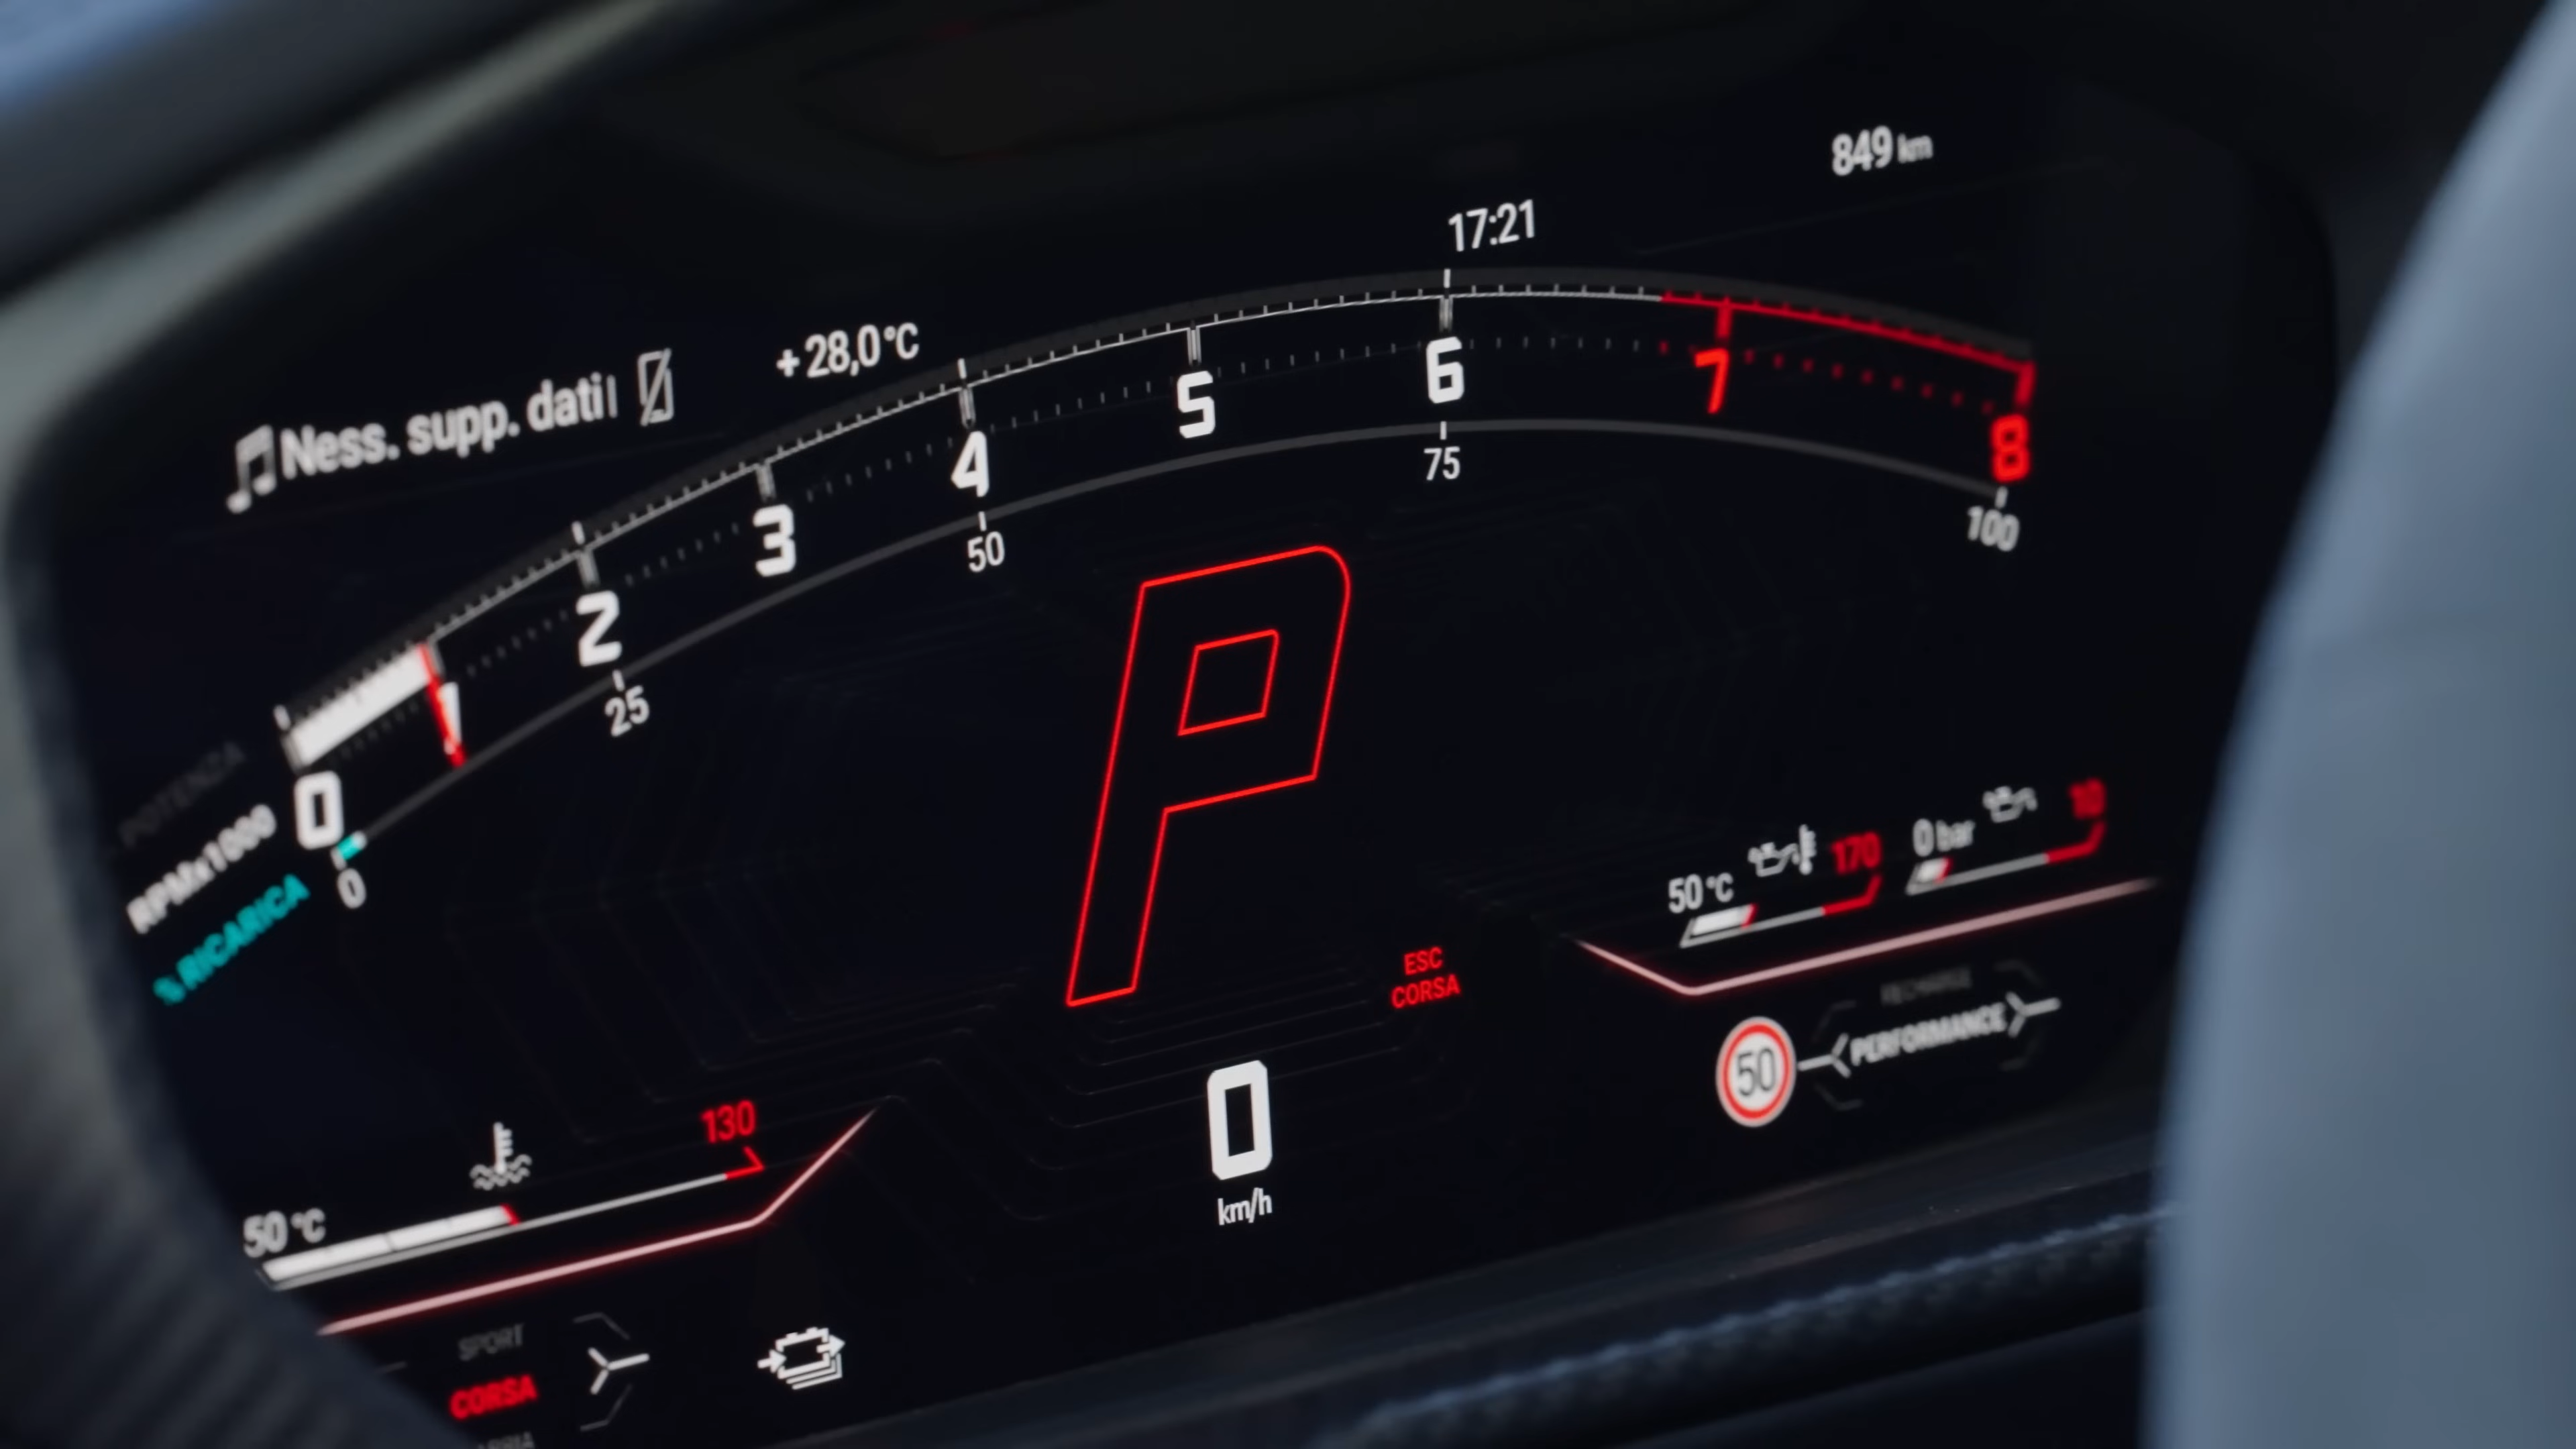 849 km
17:21
+28,0°C
Ness. supp. dati
0 1 2 3 4 5 6 7 8
0 25 50 75 100
POTENZA
RPMx1000
% RICARICA
P
50 °C 170
0 bar 10
ESC
CORSA
RECHARGE
PERFORMANCE
50
0
km/h
130
50 °C
SPORT
CORSA